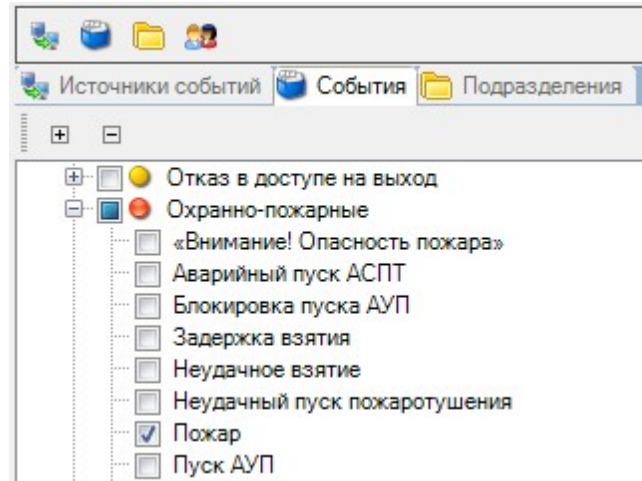 Источники событий События Подразделения
Отказ в доступе на выход
Охранно-пожарные
«Внимание! Опасность пожара»
Аварийный пуск АСПТ
Блокировка пуска АУП
Задержка взятия
Неудачное взятие
Неудачный пуск пожаротушения
Пожар
Пуск АУП